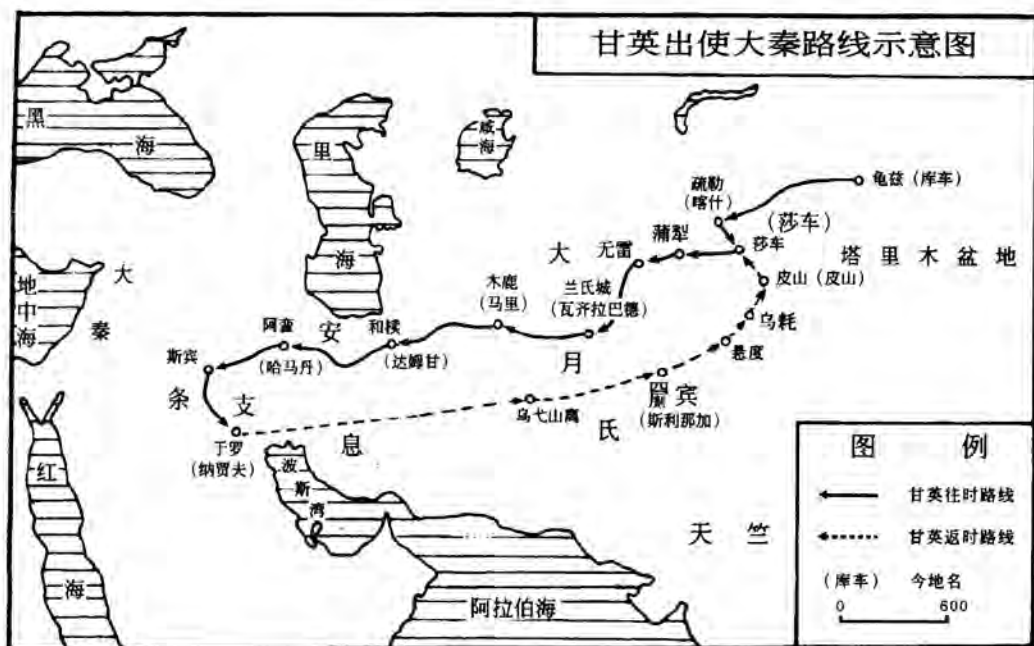 甘英出使大秦路线示意图
黑海
里海
咸海
地中海
红海
波斯湾
阿拉伯海
大秦
安息
条支
大月氏
天竺
塔里木盆地
龟兹（库车）
疏勒
（喀什）
（莎车）
莎车
蒲犁
无雷
兰氏城
（瓦齐拉巴德）
木鹿
（马里）
和椟
（达姆甘）
阿蛮
（哈马丹）
斯宾
于罗
（纳贾夫）
乌弋山离
罽宾
（斯利那加）
悬度
乌秅
皮山（皮山）
图例
甘英往时路线
甘英返时路线
（库车） 今地名
0 600